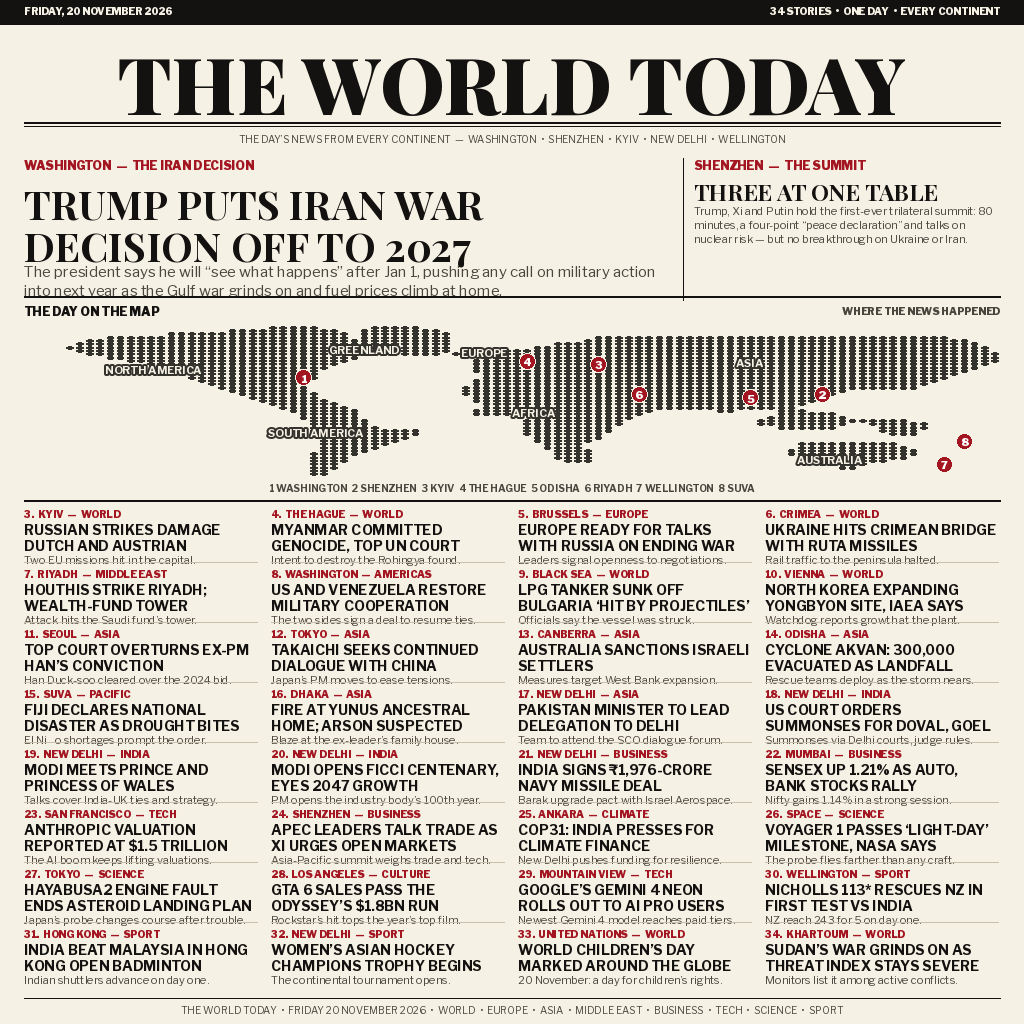 FRIDAY, 20 NOVEMBER 2026
34 STORIES • ONE DAY • EVERY CONTINENT
THE WORLD TODAY
THE DAY'S NEWS FROM EVERY CONTINENT — WASHINGTON • SHENZHEN • KYIV • NEW DELHI • WELLINGTON
WASHINGTON — THE IRAN DECISION
TRUMP PUTS IRAN WAR
DECISION OFF TO 2027
The president says he will “see what happens” after Jan 1, pushing any call on military action
into next year as the Gulf war grinds on and fuel prices climb at home.
SHENZHEN — THE SUMMIT
THREE AT ONE TABLE
Trump, Xi and Putin hold the first-ever trilateral summit: 80
minutes, a four-point “peace declaration” and talks on
nuclear risk — but no breakthrough on Ukraine or Iran.
THE DAY ON THE MAP
WHERE THE NEWS HAPPENED
GREENLAND
EUROPE
NORTH AMERICA
ASIA
AFRICA
SOUTH AMERICA
AUSTRALIA
4
3
1
6
5
2
8
7
1 WASHINGTON 2 SHENZHEN 3 KYIV 4 THE HAGUE 5 ODISHA 6 RIYADH 7 WELLINGTON 8 SUVA
3. KYIV — WORLD
RUSSIAN STRIKES DAMAGE
DUTCH AND AUSTRIAN
Two EU missions hit in the capital.
4. THE HAGUE — WORLD
MYANMAR COMMITTED
GENOCIDE, TOP UN COURT
Intent to destroy the Rohingya found.
5. BRUSSELS — EUROPE
EUROPE READY FOR TALKS
WITH RUSSIA ON ENDING WAR
Leaders signal openness to negotiations.
6. CRIMEA — WORLD
UKRAINE HITS CRIMEAN BRIDGE
WITH RUTA MISSILES
Rail traffic to the peninsula halted.
7. RIYADH — MIDDLE EAST
HOUTHIS STRIKE RIYADH;
WEALTH-FUND TOWER
Attack hits the Saudi fund's tower.
8. WASHINGTON — AMERICAS
US AND VENEZUELA RESTORE
MILITARY COOPERATION
The two sides sign a deal to resume ties.
9. BLACK SEA — WORLD
LPG TANKER SUNK OFF
BULGARIA ‘HIT BY PROJECTILES’
Officials say the vessel was struck.
10. VIENNA — WORLD
NORTH KOREA EXPANDING
YONGBYON SITE, IAEA SAYS
Watchdog reports growth at the plant.
11. SEOUL — ASIA
TOP COURT OVERTURNS EX-PM
HAN'S CONVICTION
Han Duck-soo cleared over the 2024 bid.
12. TOKYO — ASIA
TAKAICHI SEEKS CONTINUED
DIALOGUE WITH CHINA
Japan's PM moves to ease tensions.
13. CANBERRA — ASIA
AUSTRALIA SANCTIONS ISRAELI
SETTLERS
Measures target West Bank expansion.
14. ODISHA — ASIA
CYCLONE AKVAN: 300,000
EVACUATED AS LANDFALL
Rescue teams deploy as the storm nears.
15. SUVA — PACIFIC
FIJI DECLARES NATIONAL
DISASTER AS DROUGHT BITES
El Ni o shortages prompt the order.
16. DHAKA — ASIA
FIRE AT YUNUS ANCESTRAL
HOME; ARSON SUSPECTED
Blaze at the ex-leader's family house.
17. NEW DELHI — ASIA
PAKISTAN MINISTER TO LEAD
DELEGATION TO DELHI
Team to attend the SCO dialogue forum.
18. NEW DELHI — INDIA
US COURT ORDERS
SUMMONSES FOR DOVAL, GOEL
Summonses via Delhi courts, judge rules.
19. NEW DELHI — INDIA
MODI MEETS PRINCE AND
PRINCESS OF WALES
Talks cover India-UK ties and strategy.
20. NEW DELHI — INDIA
MODI OPENS FICCI CENTENARY,
EYES 2047 GROWTH
PM opens the industry body's 100th year.
21. NEW DELHI — BUSINESS
INDIA SIGNS ₹1,976-CRORE
NAVY MISSILE DEAL
Barak upgrade pact with Israel Aerospace.
22. MUMBAI — BUSINESS
SENSEX UP 1.21% AS AUTO,
BANK STOCKS RALLY
Nifty gains 1.14% in a strong session.
23. SAN FRANCISCO — TECH
ANTHROPIC VALUATION
REPORTED AT $1.5 TRILLION
The AI boom keeps lifting valuations.
24. SHENZHEN — BUSINESS
APEC LEADERS TALK TRADE AS
XI URGES OPEN MARKETS
Asia-Pacific summit weighs trade and tech.
25. ANKARA — CLIMATE
COP31: INDIA PRESSES FOR
CLIMATE FINANCE
New Delhi pushes funding for resilience.
26. SPACE — SCIENCE
VOYAGER 1 PASSES ‘LIGHT-DAY’
MILESTONE, NASA SAYS
The probe flies farther than any craft.
27. TOKYO — SCIENCE
HAYABUSA2 ENGINE FAULT
ENDS ASTEROID LANDING PLAN
Japan's probe changes course after trouble.
28. LOS ANGELES — CULTURE
GTA 6 SALES PASS THE
ODYSSEY'S $1.8BN RUN
Rockstar's hit tops the year's top film.
29. MOUNTAIN VIEW — TECH
GOOGLE'S GEMINI 4 NEON
ROLLS OUT TO AI PRO USERS
Newest Gemini 4 model reaches paid tiers.
30. WELLINGTON — SPORT
NICHOLLS 113* RESCUES NZ IN
FIRST TEST VS INDIA
NZ reach 243 for 5 on day one.
31. HONG KONG — SPORT
INDIA BEAT MALAYSIA IN HONG
KONG OPEN BADMINTON
Indian shuttlers advance on day one.
32. NEW DELHI — SPORT
WOMEN'S ASIAN HOCKEY
CHAMPIONS TROPHY BEGINS
The continental tournament opens.
33. UNITED NATIONS — WORLD
WORLD CHILDREN'S DAY
MARKED AROUND THE GLOBE
20 November: a day for children's rights.
34. KHARTOUM — WORLD
SUDAN'S WAR GRINDS ON AS
THREAT INDEX STAYS SEVERE
Monitors list it among active conflicts.
THE WORLD TODAY • FRIDAY 20 NOVEMBER 2026 • WORLD • EUROPE • ASIA • MIDDLE EAST • BUSINESS • TECH • SCIENCE • SPORT